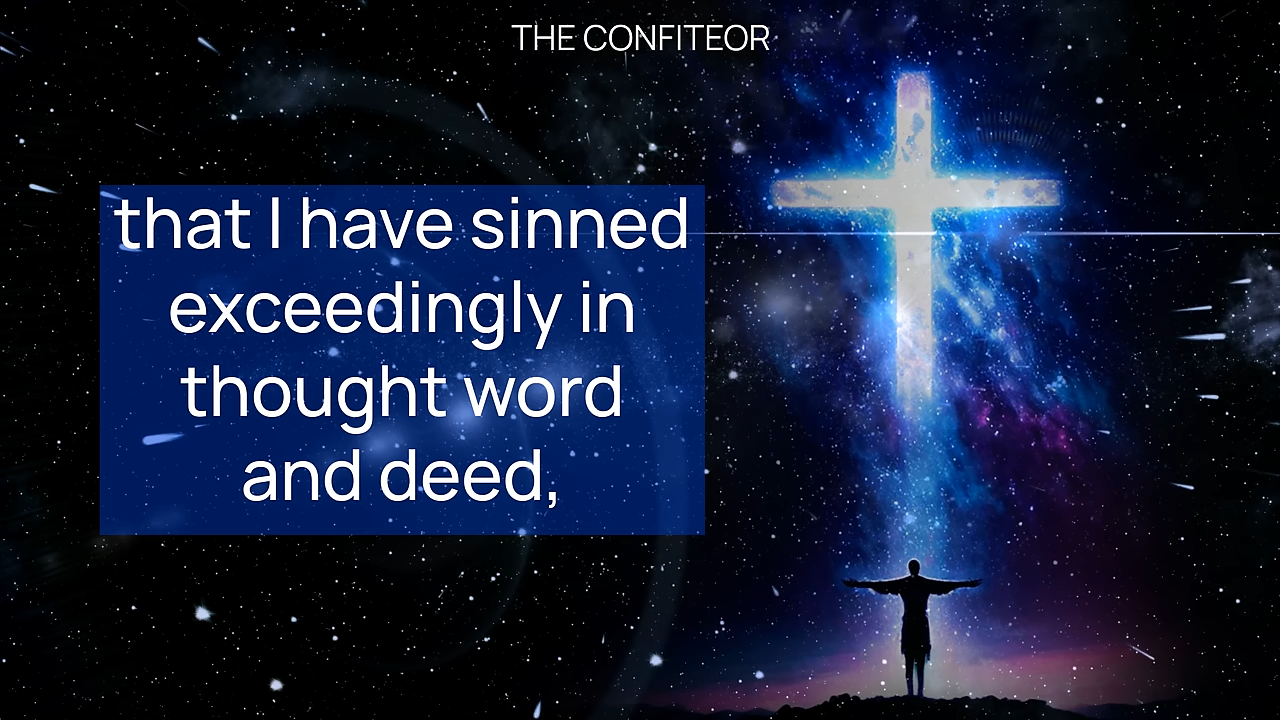 THE CONFITEOR
that I have sinned
exceedingly in
thought word
and deed,